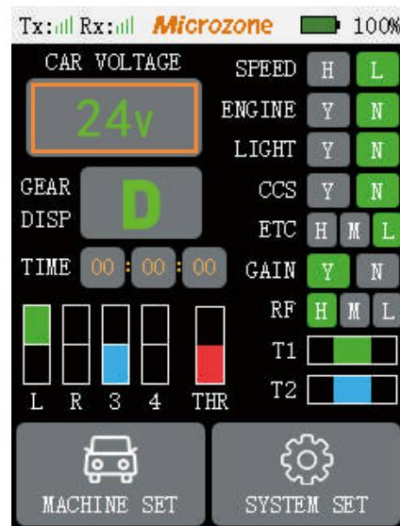 Tx: Rx: Microzone 100%
CAR VOLTAGE
24v
SPEED H L
ENGINE Y N
LIGHT Y N
GEAR DISP
D
CCS Y N
ETC H M L
TIME 00 : 00 : 00
GAIN Y N
RF H M L
T1
T2
L R 3 4 THR
MACHINE SET
SYSTEM SET